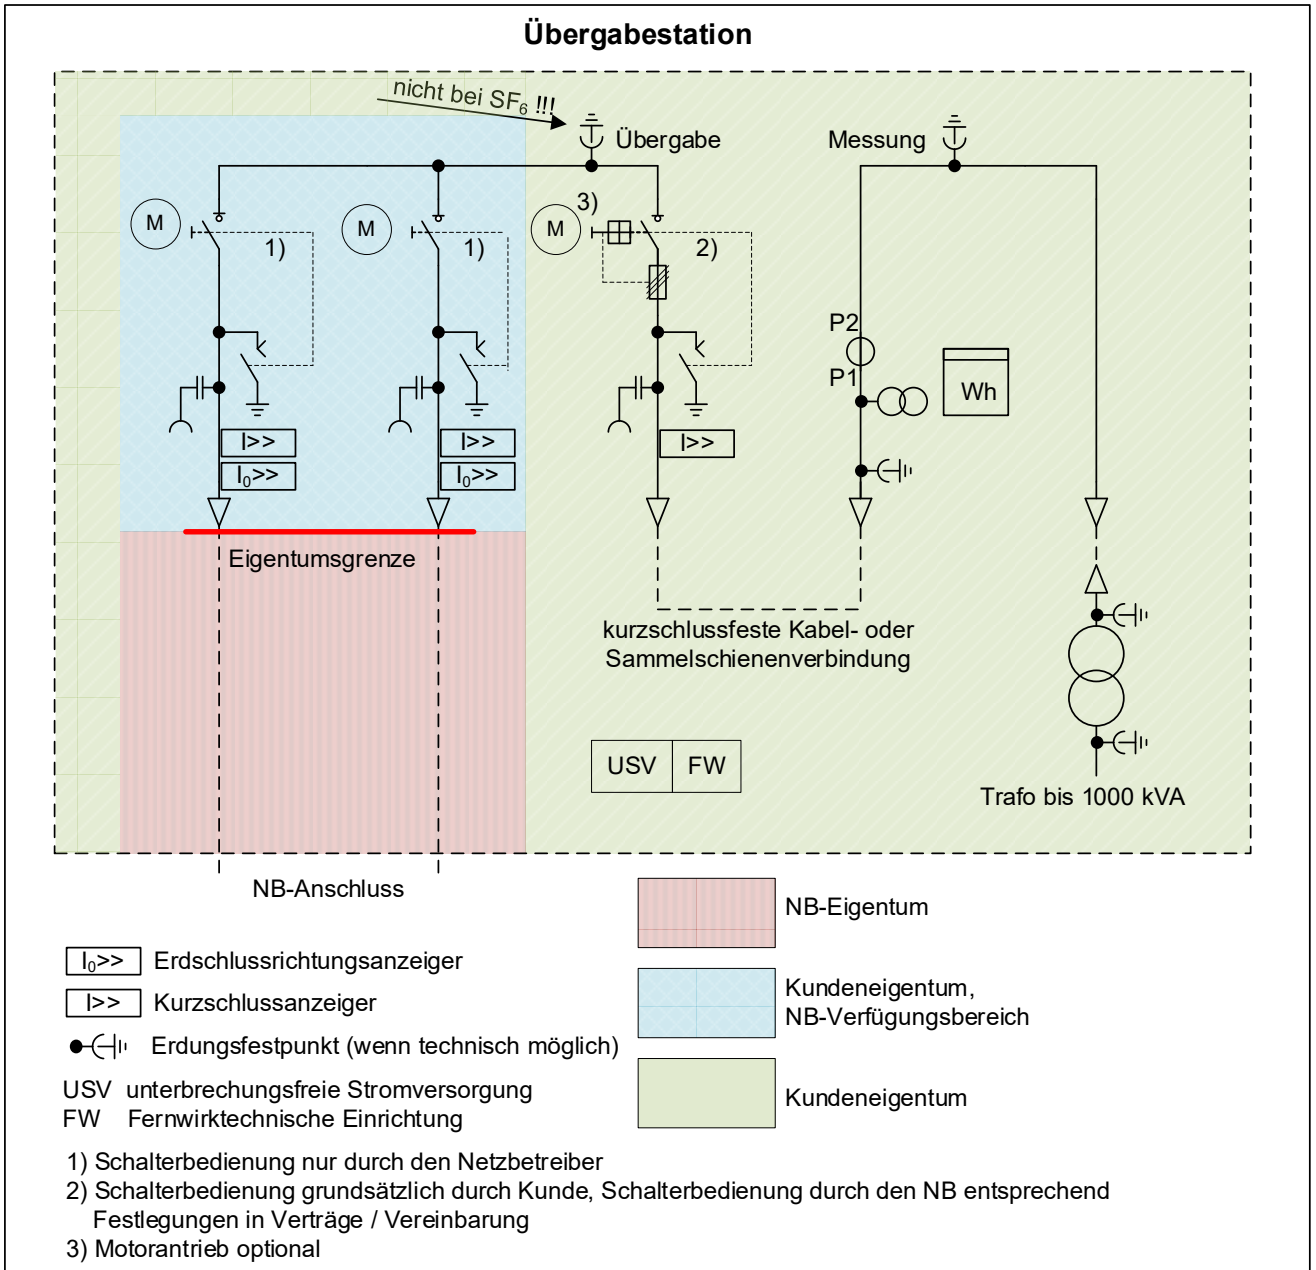 Übergabestation
nicht bei SF₆ !!!
Übergabe
Messung
M
1)
M
1)
3)
M
2)
P2
P1
Wh
I>>
I₀>>
I>>
I₀>>
I>>
Eigentumsgrenze
kurzschlussfeste Kabel- oder
Sammelschienenverbindung
USV FW
Trafo bis 1000 kVA
NB-Anschluss
NB-Eigentum
I₀>> Erdschlussrichtungsanzeiger
I>> Kurzschlussanzeiger
Kundeneigentum,
NB-Verfügungsbereich
Erdungsfestpunkt (wenn technisch möglich)
USV unterbrechungsfreie Stromversorgung
FW Fernwirktechnische Einrichtung
Kundeneigentum
1) Schalterbedienung nur durch den Netzbetreiber
2) Schalterbedienung grundsätzlich durch Kunde, Schalterbedienung durch den NB entsprechend
Festlegungen in Verträge / Vereinbarung
3) Motorantrieb optional